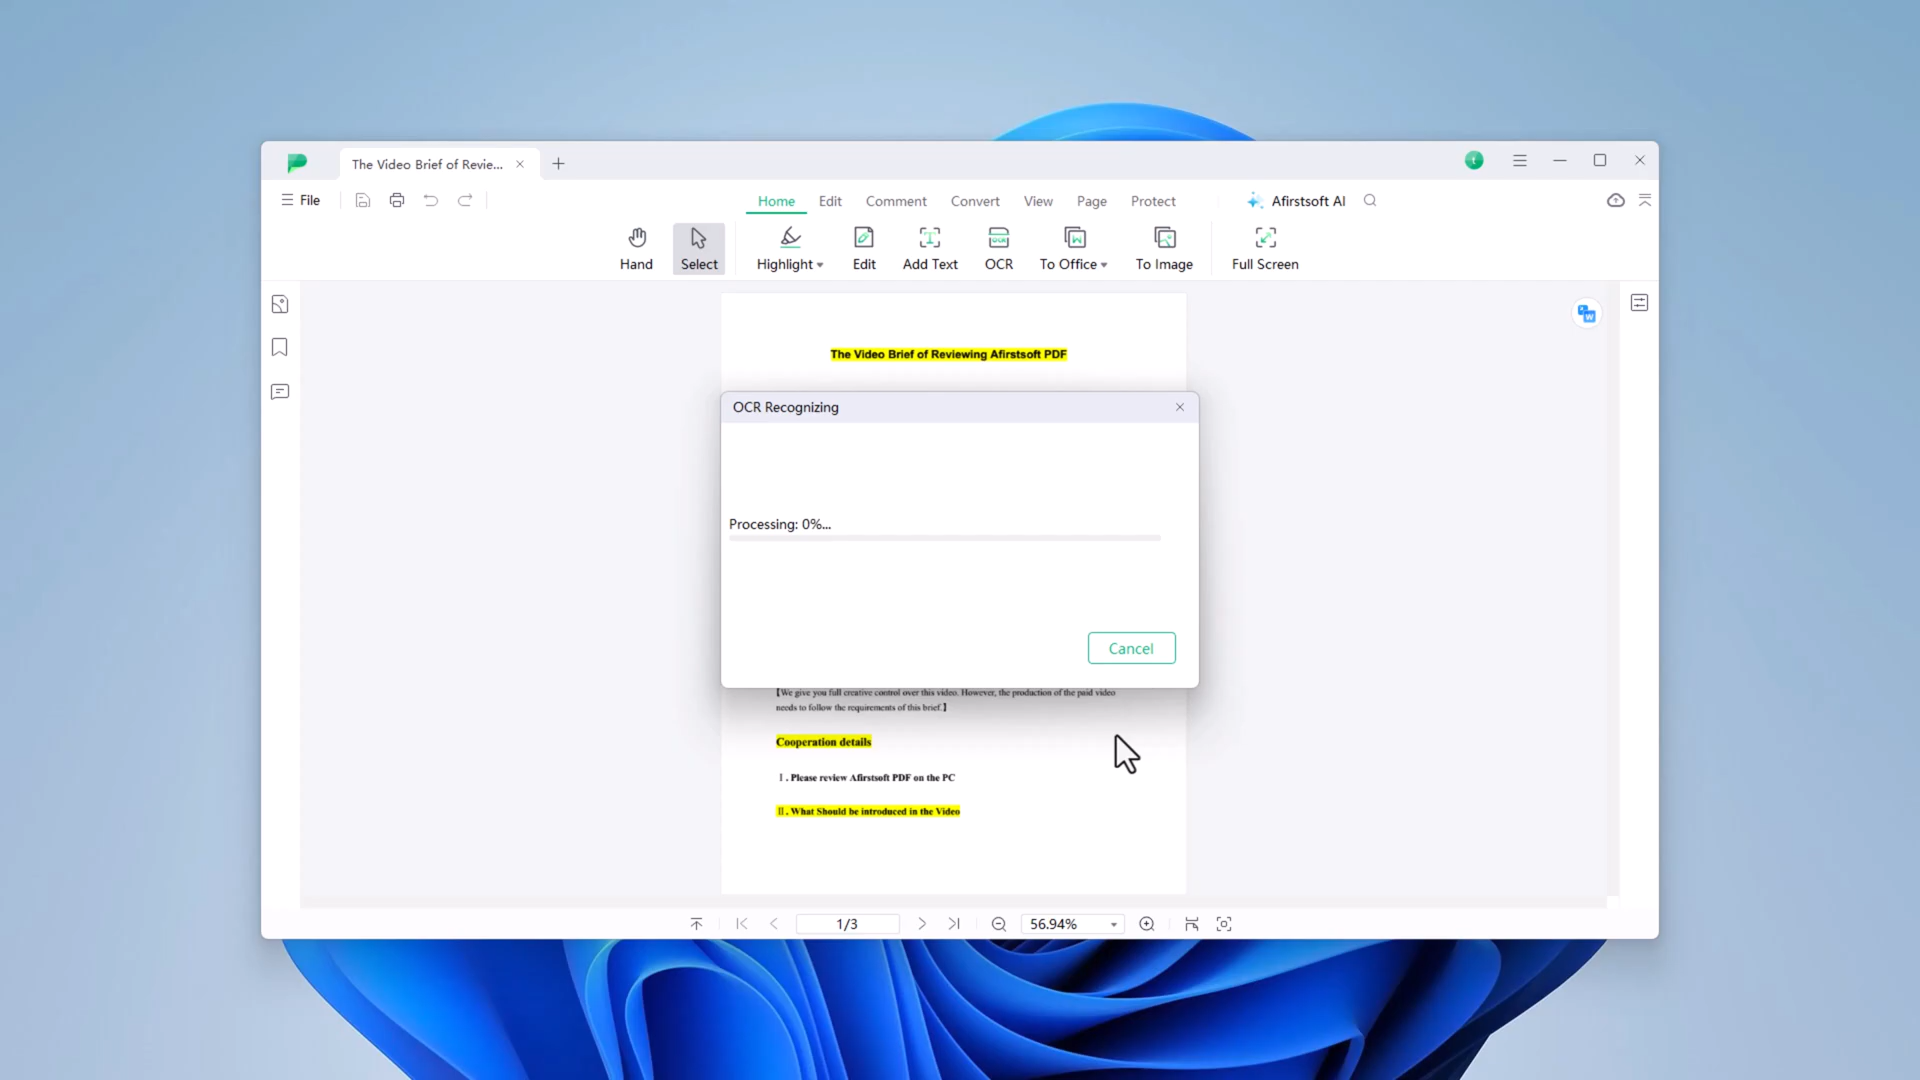 The Video Brief of Revie...
File
Home Edit Comment Convert View Page Protect Afirstsoft AI
Hand Select Highlight Edit Add Text OCR To Office To Image Full Screen
The Video Brief of Reviewing Afirstsoft PDF
OCR Recognizing
Processing: 0%...
Cancel
【We give you full creative control over this video. However, the production of the paid video
needs to follow the requirements of this brief.】
Cooperation details
Ⅰ. Please review Afirstsoft PDF on the PC
Ⅱ. What Should be introduced in the Video
1/3 56.94%